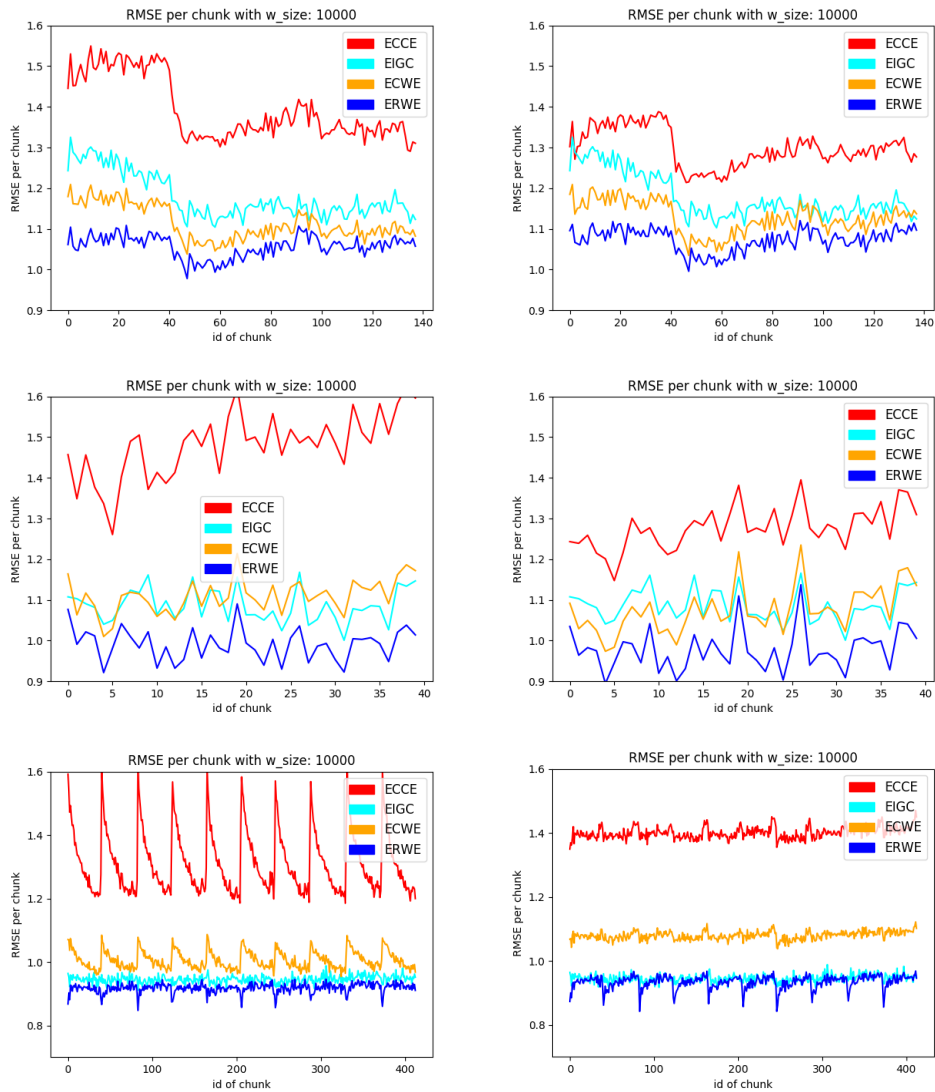 RMSE per chunk with w_size: 10000
1.6
1.5
1.4
1.3
1.2
1.1
1.0
0.9
RMSE per chunk
ECCE
EIGC
ECWE
ERWE
0 20 40 60 80 100 120 140
id of chunk
RMSE per chunk with w_size: 10000
1.6
1.5
1.4
1.3
1.2
1.1
1.0
0.9
RMSE per chunk
ECCE
EIGC
ECWE
ERWE
0 20 40 60 80 100 120 140
id of chunk
RMSE per chunk with w_size: 10000
1.6
1.5
1.4
1.3
1.2
1.1
1.0
0.9
RMSE per chunk
ECCE
EIGC
ECWE
ERWE
0 5 10 15 20 25 30 35 40
id of chunk
RMSE per chunk with w_size: 10000
1.6
1.5
1.4
1.3
1.2
1.1
1.0
0.9
RMSE per chunk
ECCE
EIGC
ECWE
ERWE
0 5 10 15 20 25 30 35 40
id of chunk
RMSE per chunk with w_size: 10000
1.6
1.4
1.2
1.0
0.8
RMSE per chunk
ECCE
EIGC
ECWE
ERWE
0 100 200 300 400
id of chunk
RMSE per chunk with w_size: 10000
1.6
1.4
1.2
1.0
0.8
RMSE per chunk
ECCE
EIGC
ECWE
ERWE
0 100 200 300 400
id of chunk